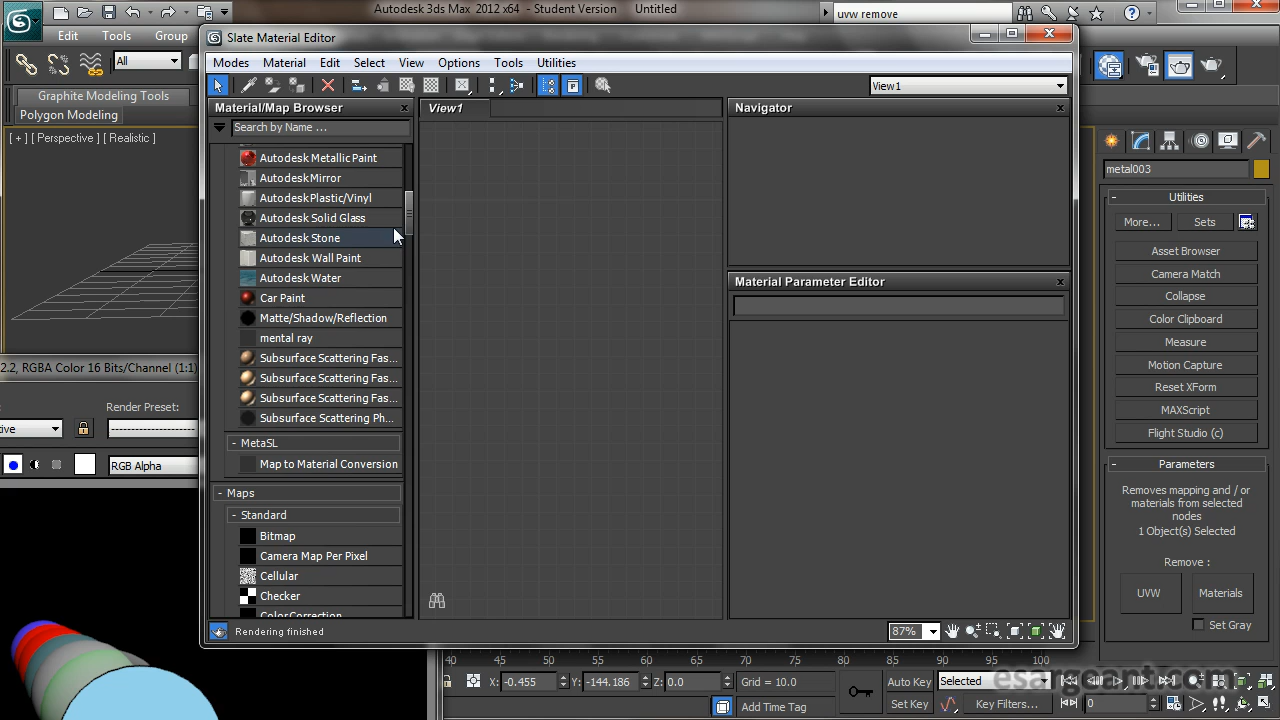 Autodesk 3ds Max 2012 x64 - Student Version Untitled
uvw remove
Edit Tools Group
All
Graphite Modeling Tools
Polygon Modeling
[ + ] [ Perspective ] [ Realistic ]
2.2, RGBA Color 16 Bits/Channel (1:1)
Render Preset:
RGB Alpha
Slate Material Editor
Modes Material Edit Select View Options Tools Utilities
View1
Material/Map Browser
Search by Name ...
Autodesk Metallic Paint
Autodesk Mirror
Autodesk Plastic/Vinyl
Autodesk Solid Glass
Autodesk Stone
Autodesk Wall Paint
Autodesk Water
Car Paint
Matte/Shadow/Reflection
mental ray
Subsurface Scattering Fas...
Subsurface Scattering Fas...
Subsurface Scattering Fas...
Subsurface Scattering Ph...
- MetaSL
Map to Material Conversion
- Maps
- Standard
Bitmap
Camera Map Per Pixel
Cellular
Checker
Color Correction
Rendering finished
View1
Navigator
Material Parameter Editor
87%
metal003
- Utilities
More... Sets
Asset Browser
Camera Match
Collapse
Color Clipboard
Measure
Motion Capture
Reset XForm
MAXScript
Flight Studio (c)
- Parameters
Removes mapping and / or
materials from selected
nodes
1 Object(s) Selected
Remove :
UVW Materials
Set Gray
40 45 50 55 60 65 70 75 80 85 90 95 100
X: -0.455 Y: -144.186 Z: 0.0 Grid = 10.0
Auto Key Selected
Add Time Tag
Set Key Key Filters...
0
esargeant.com